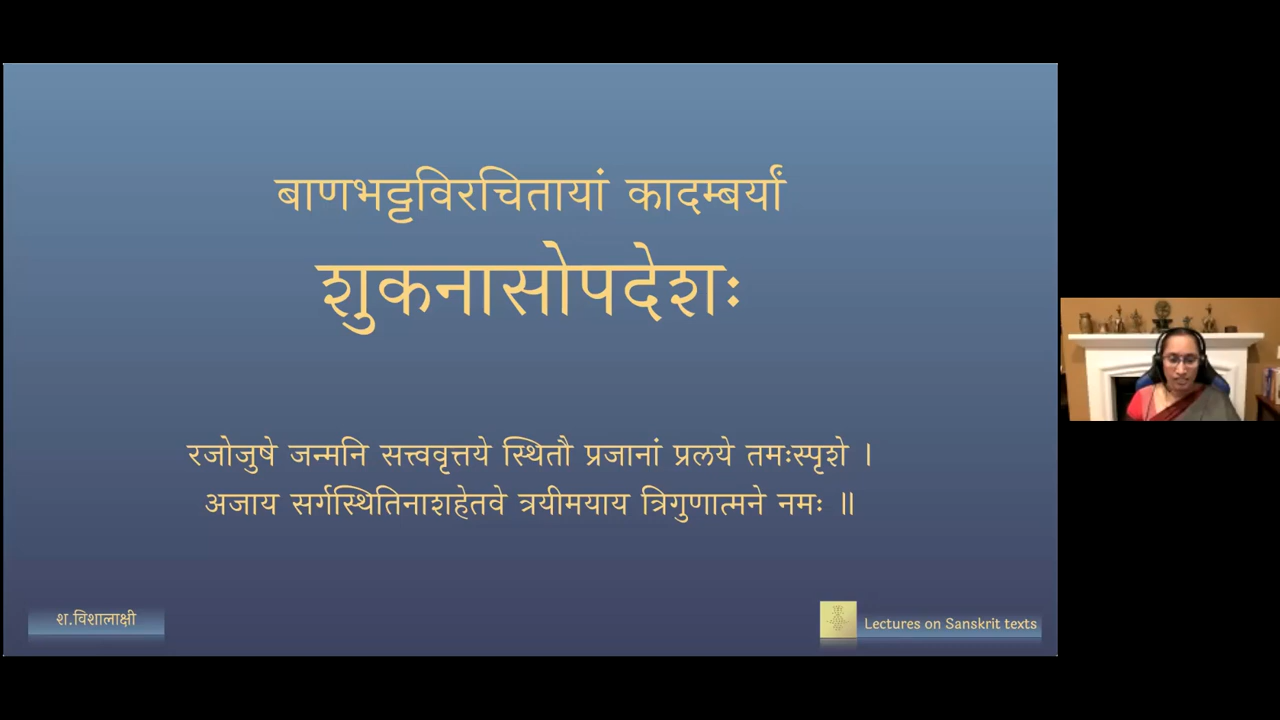 बाणभट्टविरचितायां कादम्बर्यां
शुकनासोपदेशः
रजोजुषे जन्मनि सत्त्ववृत्तये स्थितौ प्रजानां प्रलये तमःस्पृशे ।
अजाय सर्गस्थितिनाशहेतवे त्रयीमयाय त्रिगुणात्मने नमः ॥
श.विशालाक्षी
Lectures on Sanskrit texts